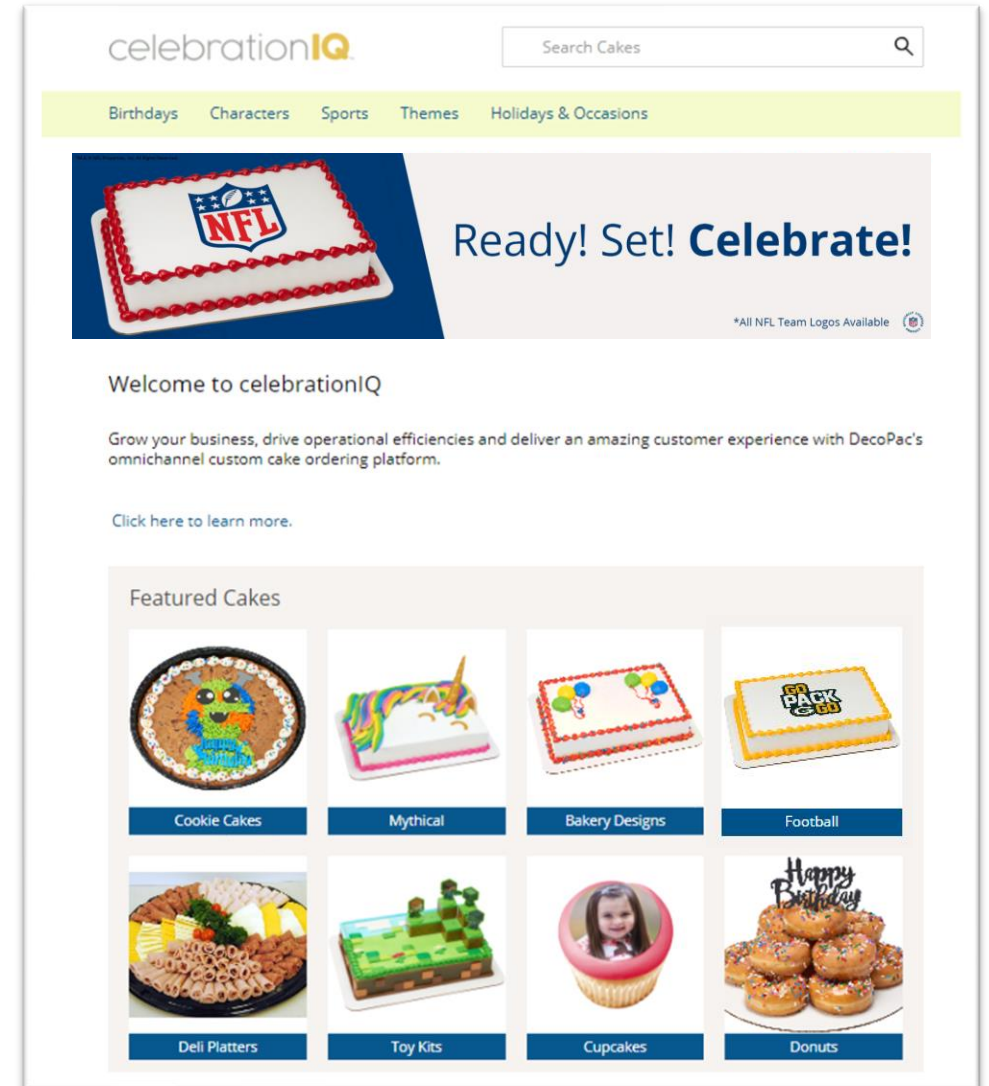 celebrationIQ
Search Cakes
Birthdays Characters Sports Themes Holidays & Occasions
NFL
Ready! Set! Celebrate!
*All NFL Team Logos Available
Welcome to celebrationIQ
Grow your business, drive operational efficiencies and deliver an amazing customer experience with DecoPac's
omnichannel custom cake ordering platform.
Click here to learn more.
Featured Cakes
GO
PACK
G GO
Cookie Cakes Mythical Bakery Designs Football
Happy
Birthday
Deli Platters Toy Kits Cupcakes Donuts